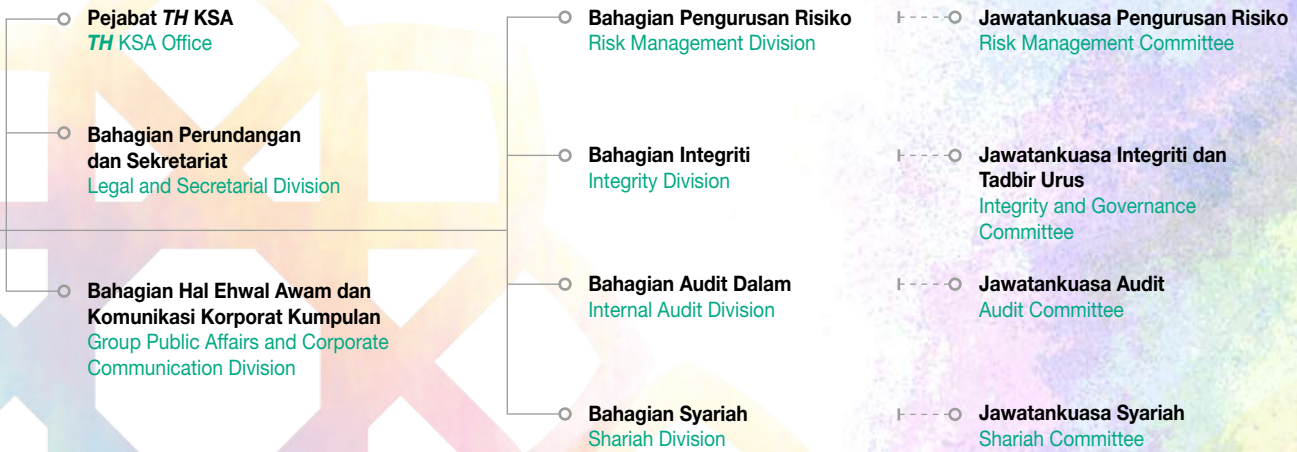 Pejabat TH KSA
TH KSA Office
Bahagian Perundangan
dan Sekretariat
Legal and Secretarial Division
Bahagian Hal Ehwal Awam dan
Komunikasi Korporat Kumpulan
Group Public Affairs and Corporate
Communication Division
Bahagian Pengurusan Risiko
Risk Management Division
Bahagian Integriti
Integrity Division
Bahagian Audit Dalam
Internal Audit Division
Bahagian Syariah
Shariah Division
Jawatankuasa Pengurusan Risiko
Risk Management Committee
Jawatankuasa Integriti dan
Tadbir Urus
Integrity and Governance
Committee
Jawatankuasa Audit
Audit Committee
Jawatankuasa Syariah
Shariah Committee